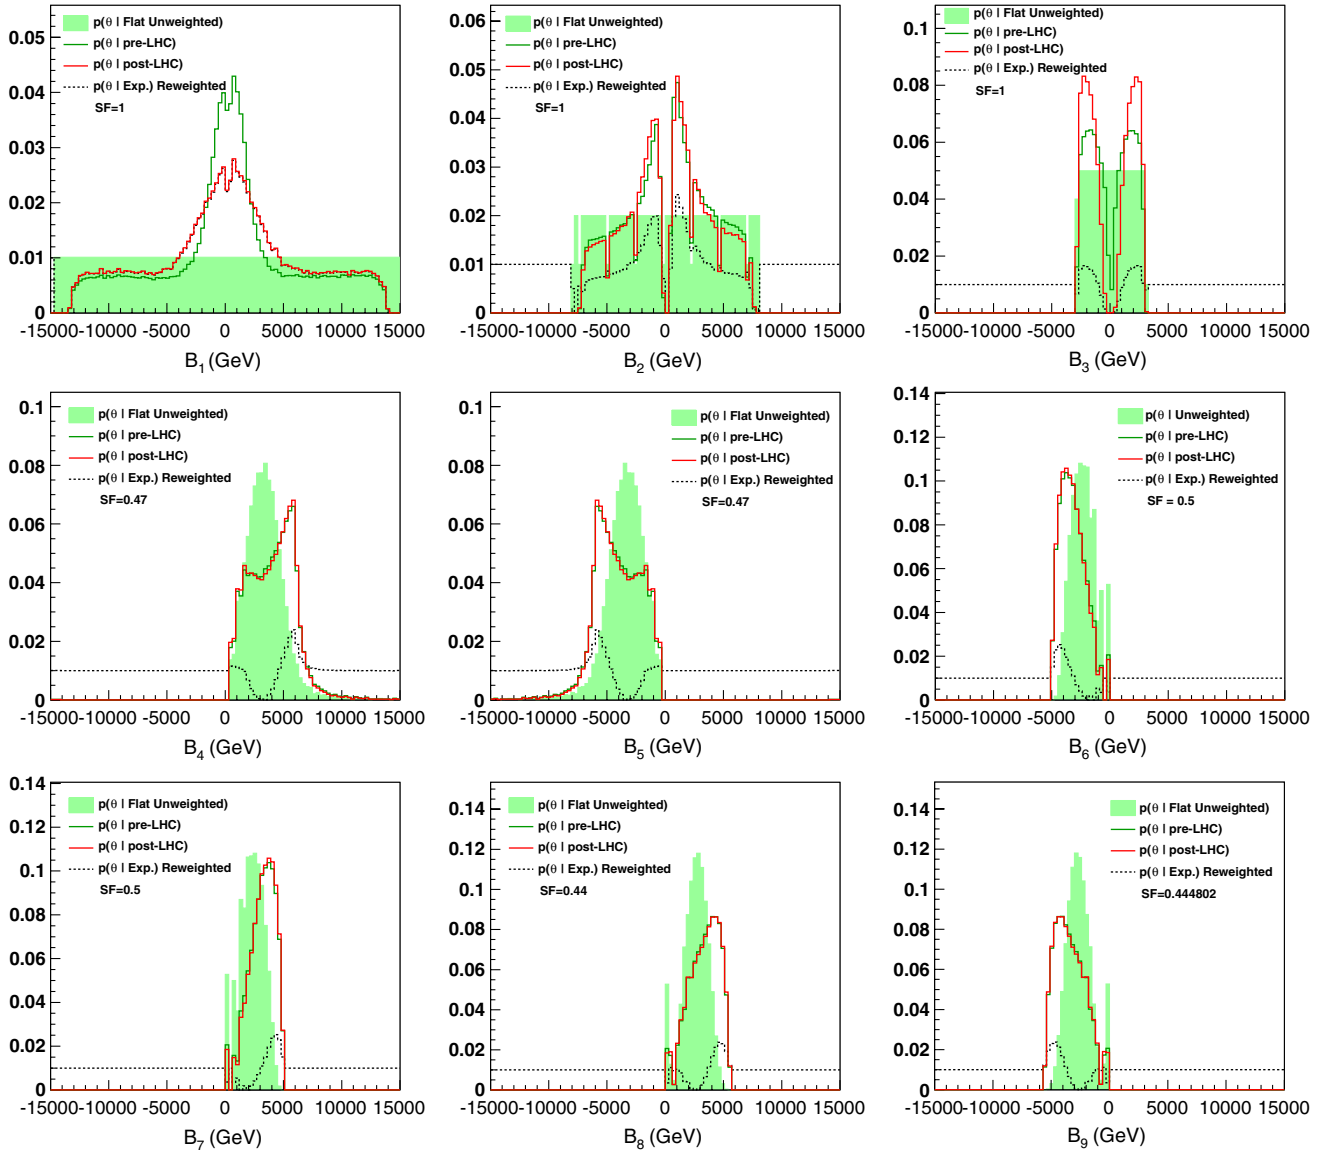 p(θ | Flat Unweighted)
p(θ | pre-LHC)
p(θ | post-LHC)
p(θ | Exp.) Reweighted
SF=1
0.05
0.04
0.03
0.02
0.01
0
-15000-10000 -5000 0 5000 10000 15000
B1 (GeV)
p(θ | Flat Unweighted)
p(θ | pre-LHC)
p(θ | post-LHC)
p(θ | Exp.) Reweighted
SF=1
0.06
0.05
0.04
0.03
0.02
0.01
0
-15000-10000 -5000 0 5000 10000 15000
B2 (GeV)
p(θ | Flat Unweighted)
p(θ | pre-LHC)
p(θ | post-LHC)
p(θ | Exp.) Reweighted
SF=1
0.1
0.08
0.06
0.04
0.02
0
-15000-10000 -5000 0 5000 10000 15000
B3 (GeV)
p(θ | Flat Unweighted)
p(θ | pre-LHC)
p(θ | post-LHC)
p(θ | Exp.) Reweighted
SF=0.47
0.1
0.08
0.06
0.04
0.02
0
-15000-10000 -5000 0 5000 10000 15000
B4 (GeV)
p(θ | Flat Unweighted)
p(θ | pre-LHC)
p(θ | post-LHC)
p(θ | Exp.) Reweighted
SF=0.47
0.1
0.08
0.06
0.04
0.02
0
-15000-10000 -5000 0 5000 10000 15000
B5 (GeV)
p(θ | Unweighted)
p(θ | pre-LHC)
p(θ | post-LHC)
p(θ | Exp.) Reweighted
SF = 0.5
0.14
0.12
0.1
0.08
0.06
0.04
0.02
0
-15000-10000 -5000 0 5000 10000 15000
B6 (GeV)
p(θ | Flat Unweighted)
p(θ | pre-LHC)
p(θ | post-LHC)
p(θ | Exp.) Reweighted
SF=0.5
0.14
0.12
0.1
0.08
0.06
0.04
0.02
0
-15000-10000 -5000 0 5000 10000 15000
B7 (GeV)
p(θ | Flat Unweighted)
p(θ | pre-LHC)
p(θ | post-LHC)
p(θ | Exp.) Reweighted
SF=0.44
0.14
0.12
0.1
0.08
0.06
0.04
0.02
0
-15000-10000 -5000 0 5000 10000 15000
B8 (GeV)
p(θ | Flat Unweighted)
p(θ | pre-LHC)
p(θ | post-LHC)
p(θ | Exp.) Reweighted
SF=0.444802
0.14
0.12
0.1
0.08
0.06
0.04
0.02
0
-15000-10000 -5000 0 5000 10000 15000
B9 (GeV)